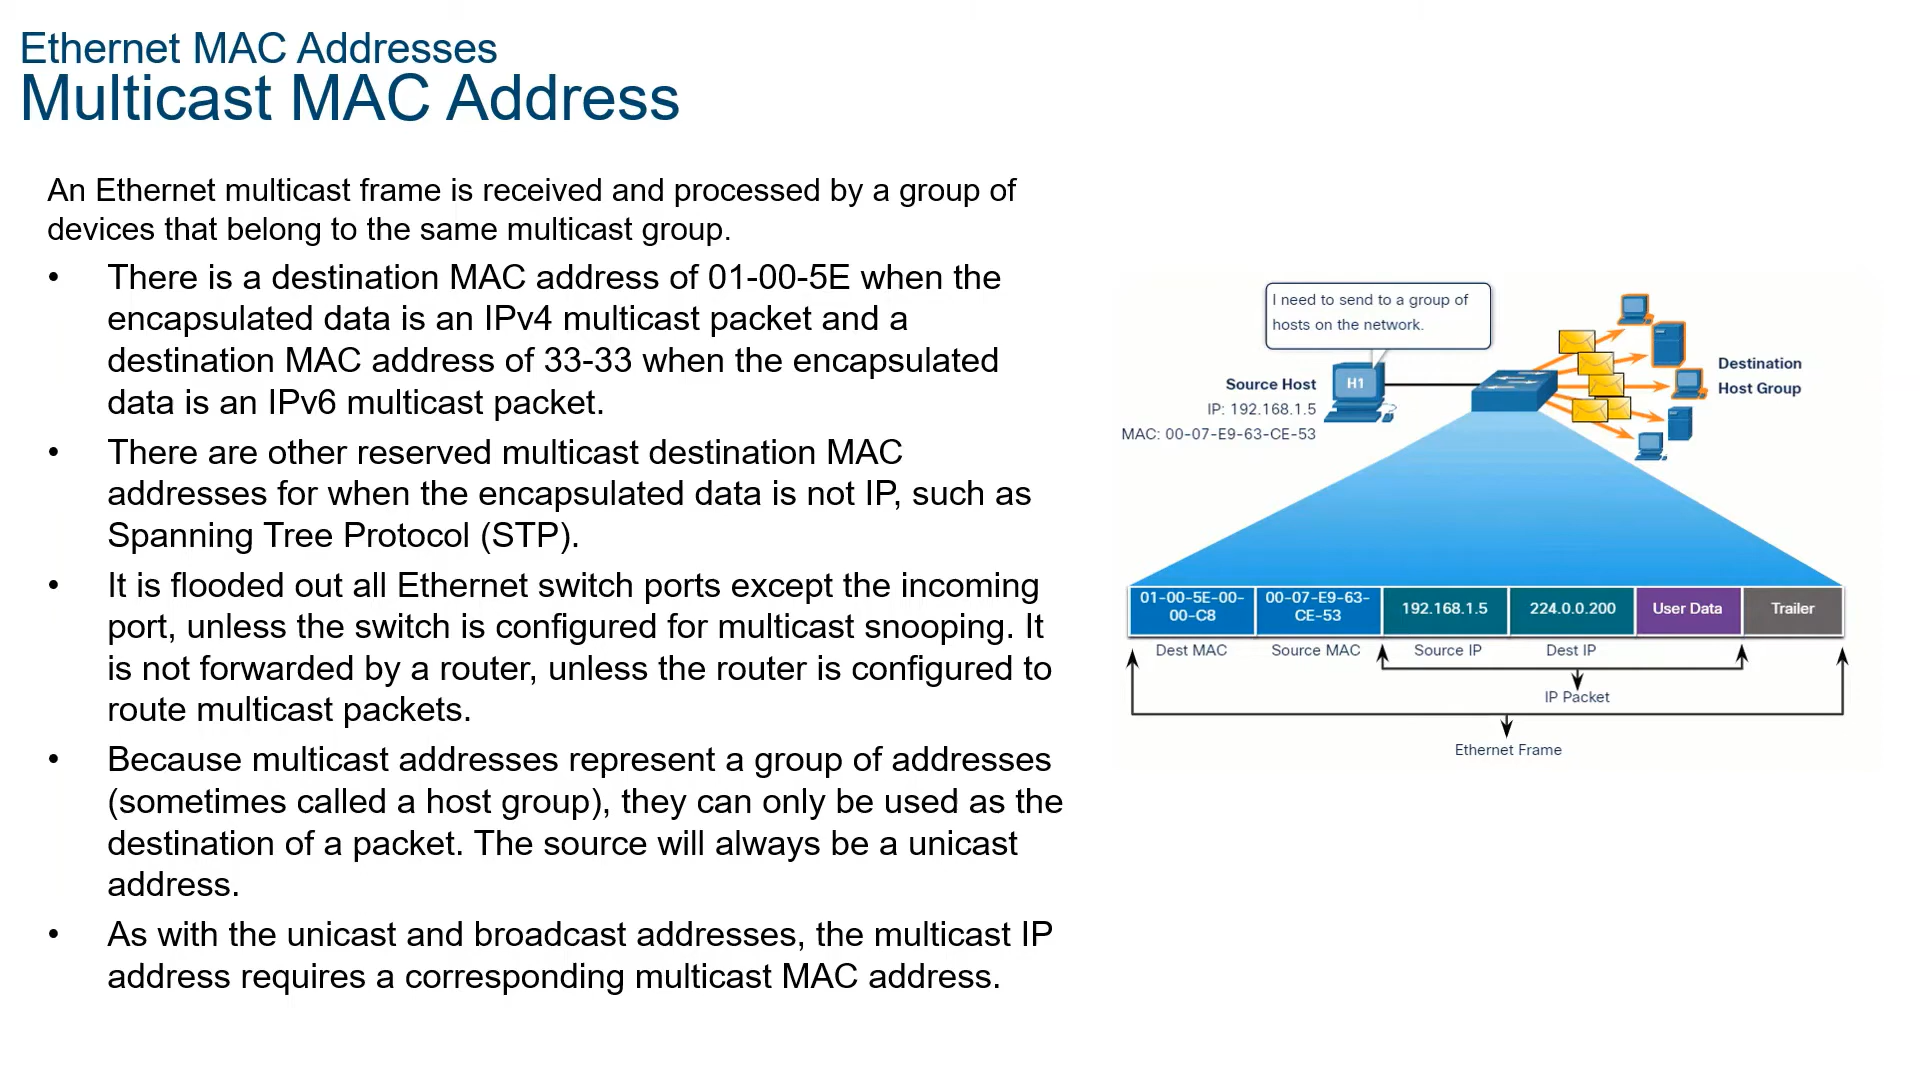 Ethernet MAC Addresses
Multicast MAC Address
An Ethernet multicast frame is received and processed by a group of
devices that belong to the same multicast group.
• There is a destination MAC address of 01-00-5E when the
encapsulated data is an IPv4 multicast packet and a
destination MAC address of 33-33 when the encapsulated
data is an IPv6 multicast packet.
• There are other reserved multicast destination MAC
addresses for when the encapsulated data is not IP, such as
Spanning Tree Protocol (STP).
• It is flooded out all Ethernet switch ports except the incoming
port, unless the switch is configured for multicast snooping. It
is not forwarded by a router, unless the router is configured to
route multicast packets.
• Because multicast addresses represent a group of addresses
(sometimes called a host group), they can only be used as the
destination of a packet. The source will always be a unicast
address.
• As with the unicast and broadcast addresses, the multicast IP
address requires a corresponding multicast MAC address.
I need to send to a group of
hosts on the network.
Source Host
IP: 192.168.1.5
MAC: 00-07-E9-63-CE-53
H1
Destination
Host Group
01-00-5E-00-
00-C8
00-07-E9-63-
CE-53
192.168.1.5
224.0.0.200
User Data
Trailer
Dest MAC
Source MAC
Source IP
Dest IP
IP Packet
Ethernet Frame